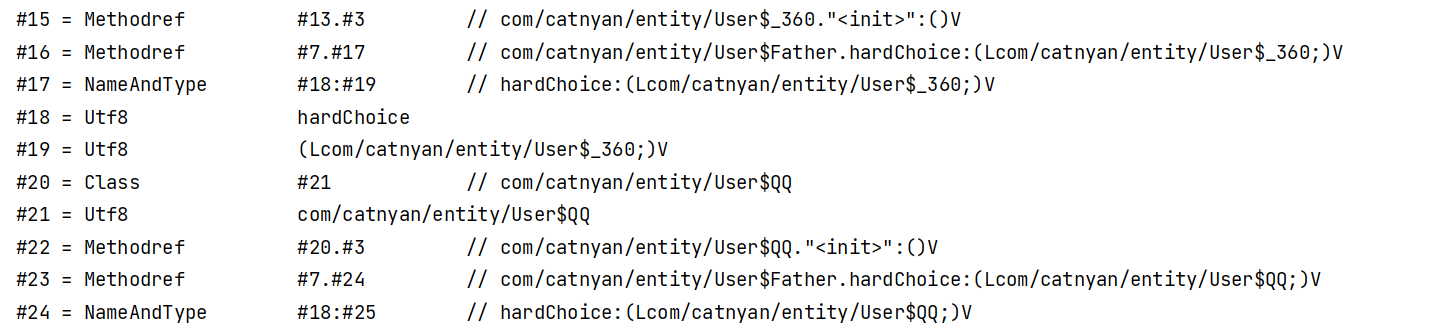 #15 = Methodref          #13.#3         // com/catnyan/entity/User$_360."<init>":()V
#16 = Methodref          #7.#17         // com/catnyan/entity/User$Father.hardChoice:(Lcom/catnyan/entity/User$_360;)V
#17 = NameAndType        #18:#19        // hardChoice:(Lcom/catnyan/entity/User$_360;)V
#18 = Utf8               hardChoice
#19 = Utf8               (Lcom/catnyan/entity/User$_360;)V
#20 = Class              #21            // com/catnyan/entity/User$QQ
#21 = Utf8               com/catnyan/entity/User$QQ
#22 = Methodref          #20.#3         // com/catnyan/entity/User$QQ."<init>":()V
#23 = Methodref          #7.#24         // com/catnyan/entity/User$Father.hardChoice:(Lcom/catnyan/entity/User$QQ;)V
#24 = NameAndType        #18:#25        // hardChoice:(Lcom/catnyan/entity/User$QQ;)V